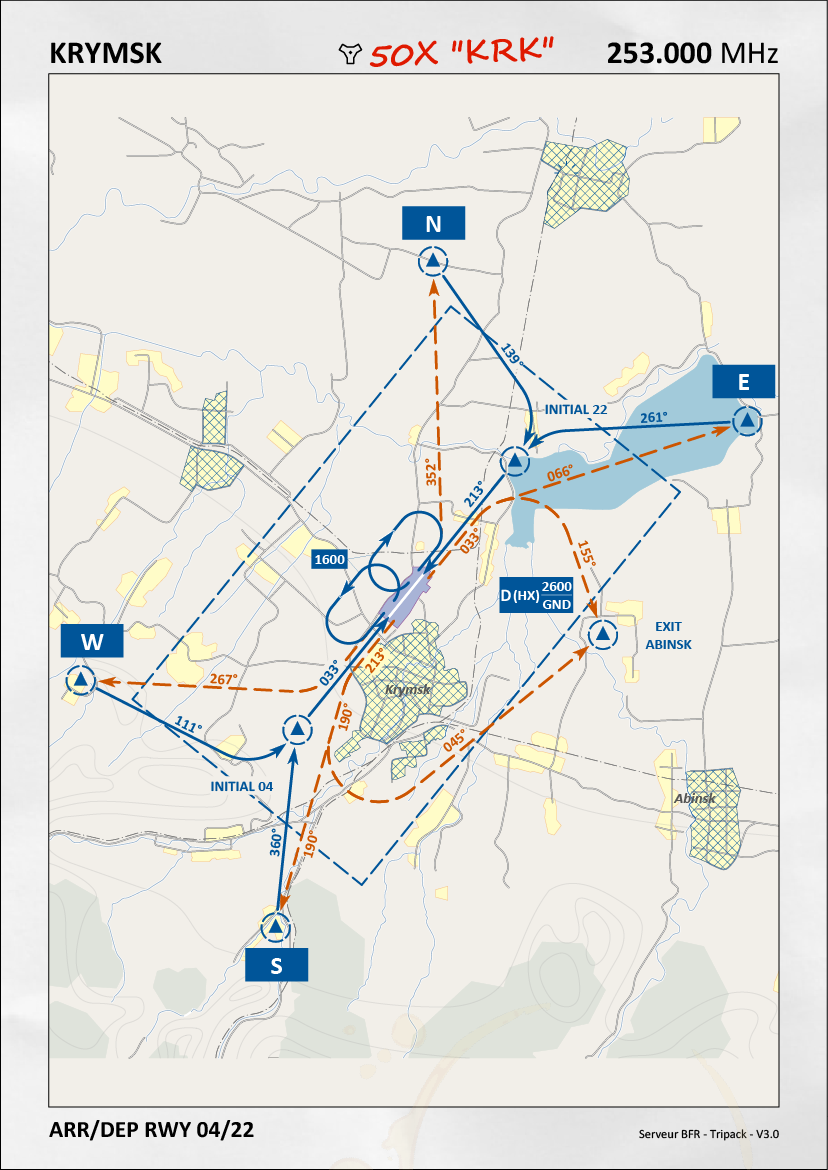 KRYMSK 50X "KRK" 253.000 MHz
N
E
139°
INITIAL 22
261°
352°
213°
066°
033°
155°
1600
D (HX) 2600
GND
EXIT
ABINSK
W
267°
033°
213°
Krymsk
111°
190°
045°
INITIAL 04
Abinsk
360°
190°
S
ARR/DEP RWY 04/22
Serveur BFR - Tripack - V3.0